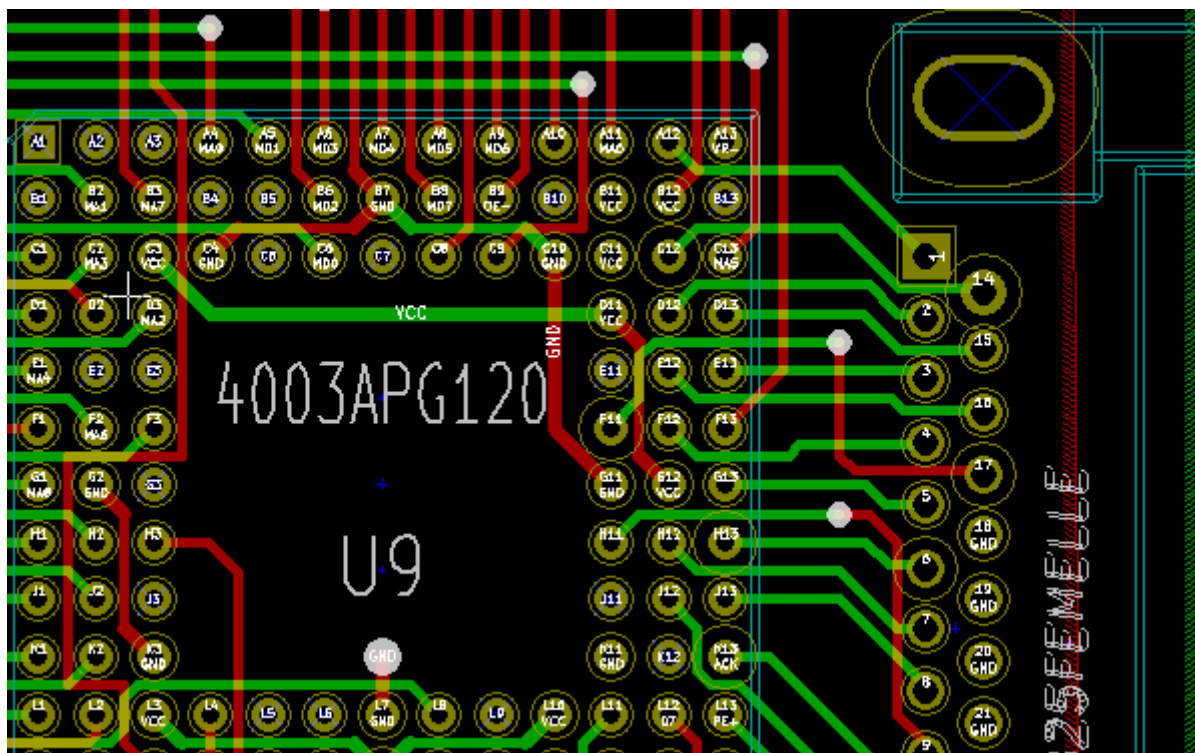 A1 A2 A3 A4 A5 A6 A7 A8 A9 A10 A11 A12 A13
MA9 MD1 MD3 MD4 MD5 MD6 MA6 VR-
B1 B2 B3 B4 B5 B6 B7 B8 B9 B10 B11 B12 B13
MA1 MA7 MD2 GND MD7 OE- VCC VCC
1
C1 C2 C3 C4 C6 C7 C8 C9 C10 C11 C12 C13
MA3 VCC GND MD0 GND VCC MA5
14
D1 D2 D3 VCC D11 D12 D13 2
MA2 VCC
GND
15
E1 E2 E3 E11 E12 E13 3
MA4
4003APG120
16
F1 F2 F3 F11 F12 F13 4
MA6
17
G1 G2 G3 G11 G12 G13 5
GND GND VCC
18
GND
H1 H2 H3 U9 H11 H12 H13 6
19
GND
J1 J2 J3 J11 J12 J13 7
20
GND
K2 K3 GND K12
GND GND ACK
8
L1 L2 L3 L4 L5 L6 L7 L8 L9 L10 L11 L12 L13
VCC GND VCC D7 PE+
21
GND
9
25FEMELLE